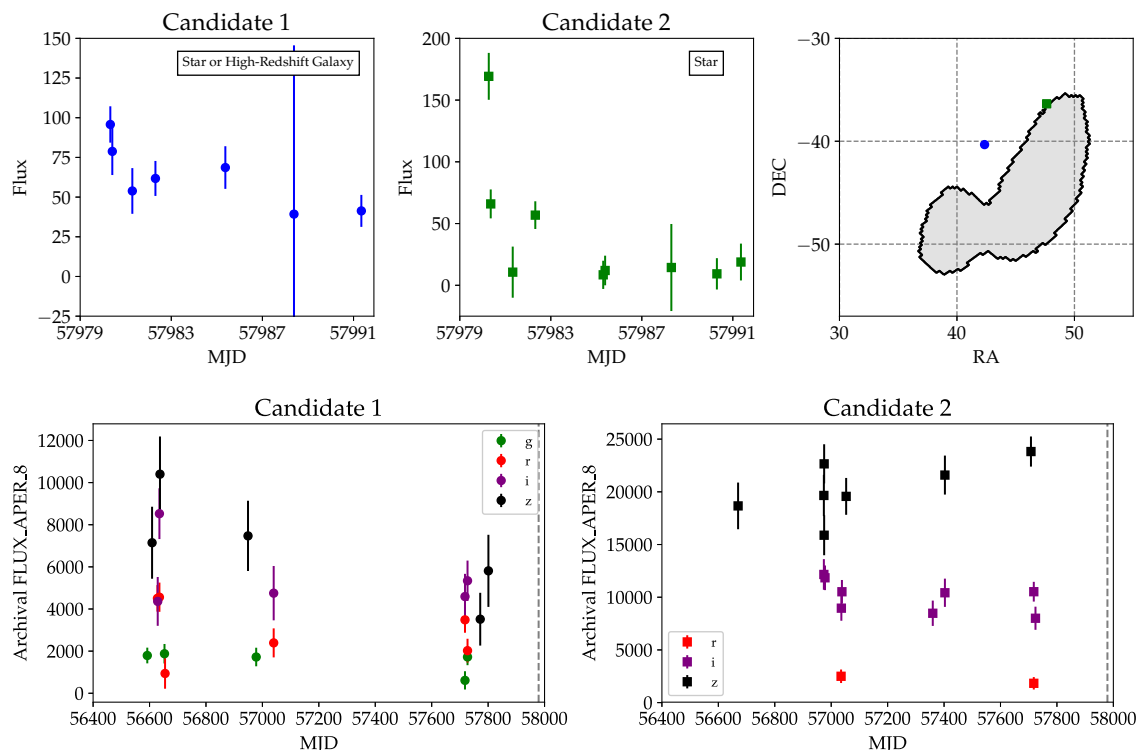 Candidate 1
Star or High-Redshift Galaxy
Flux
150
125
100
75
50
25
0
−25
57979
57983
57987
57991
MJD
Candidate 2
Star
Flux
200
150
100
50
0
57979
57983
57987
57991
MJD
DEC
−30
−40
−50
30
40
50
RA
Candidate 1
g
r
i
z
Archival FLUX_APER_8
12000
10000
8000
6000
4000
2000
0
56400
56600
56800
57000
57200
57400
57600
57800
58000
MJD
Candidate 2
Archival FLUX_APER_8
25000
20000
15000
10000
5000
0
r
i
z
56400
56600
56800
57000
57200
57400
57600
57800
58000
MJD